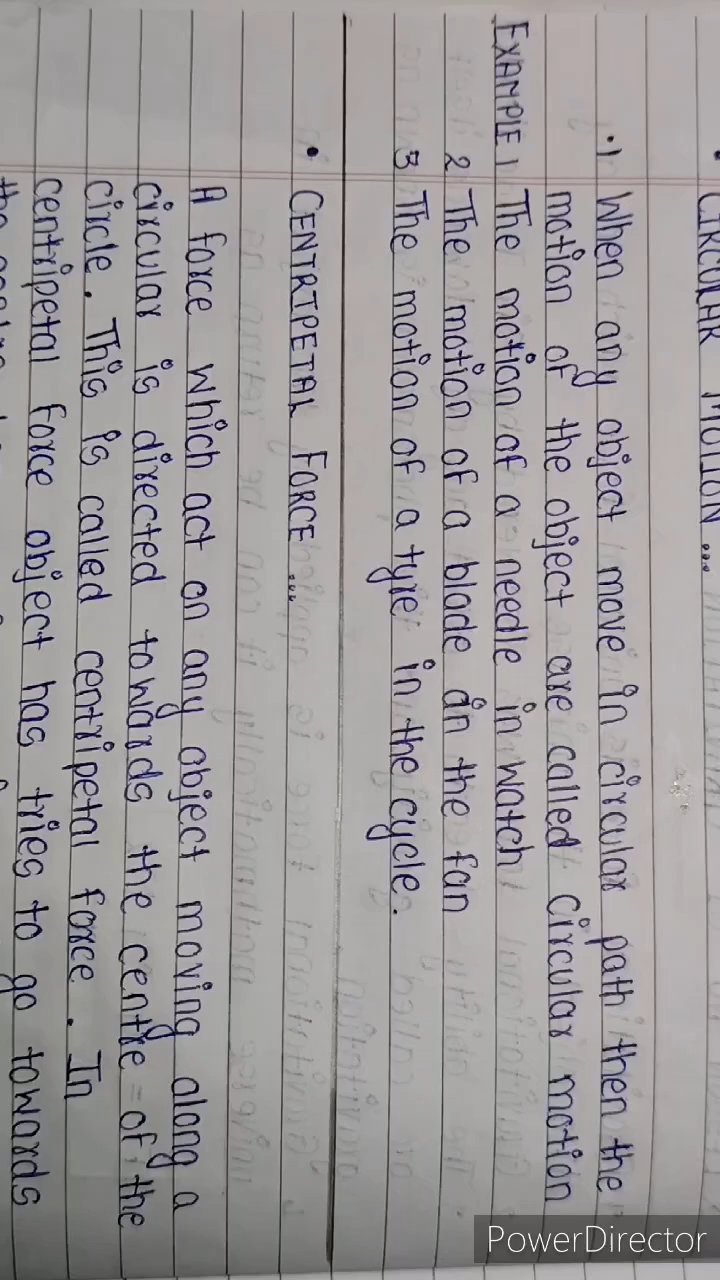 • CIRCULAR MOTION...
•1 When any object move in circular path then the
motion of the object are called circular motion
EXAMPLE 1 The motion of a needle in watch
2 The motion of a blade in the fan
3 The motion of a tyre in the cycle.
• CENTRIPETAL FORCE...
A force which act on any object moving along a
circular is directed towards the centre of the
circle. This is called centripetal force. In
centripetal force object has tries to go towards
the
PowerDirector